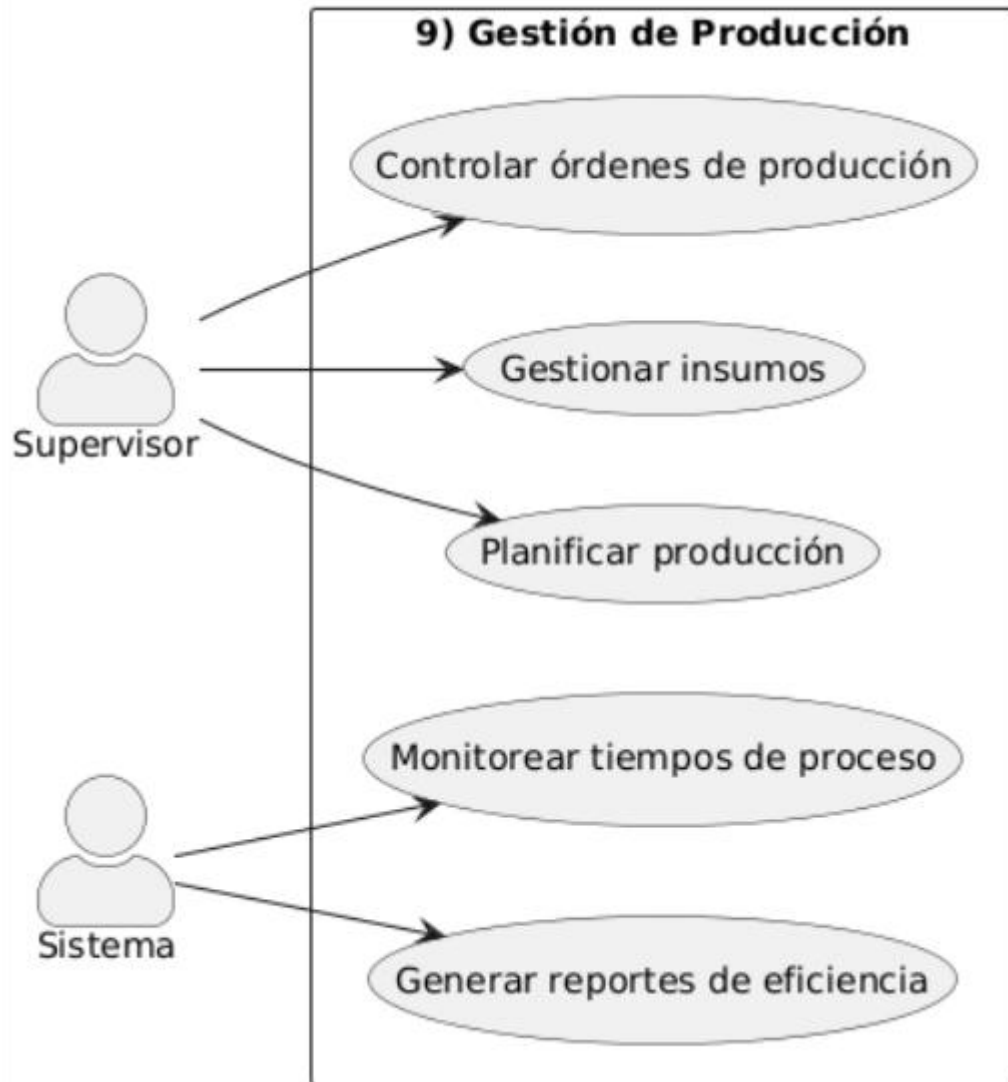 9) Gestión de Producción
Controlar órdenes de producción
Gestionar insumos
Supervisor
Planificar producción
Monitorear tiempos de proceso
Sistema
Generar reportes de eficiencia